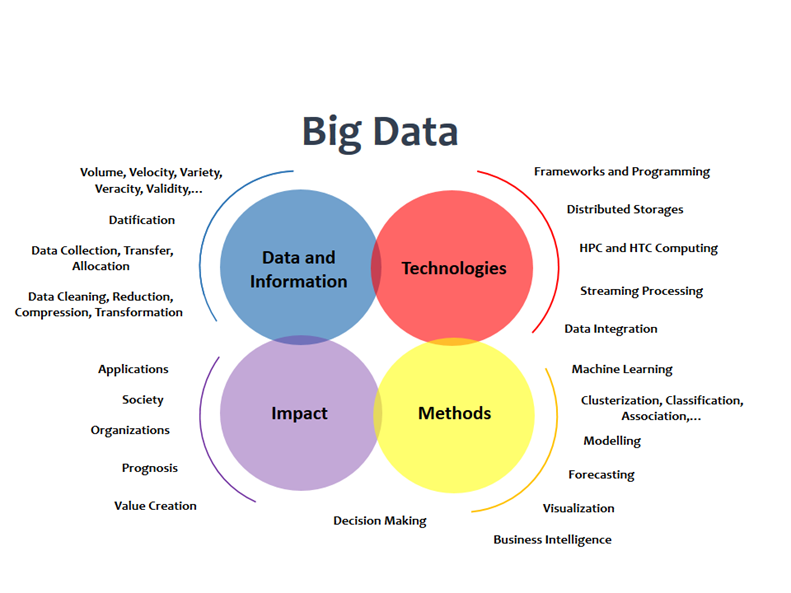 Big Data
Volume, Velocity, Variety,
Veracity, Validity,...
Datification
Data Collection, Transfer,
Allocation
Data Cleaning, Reduction,
Compression, Transformation
Data and
Information
Technologies
Frameworks and Programming
Distributed Storages
HPC and HTC Computing
Streaming Processing
Data Integration
Applications
Society
Organizations
Prognosis
Value Creation
Impact
Methods
Machine Learning
Clusterization, Classification,
Association,...
Modelling
Forecasting
Visualization
Business Intelligence
Decision Making